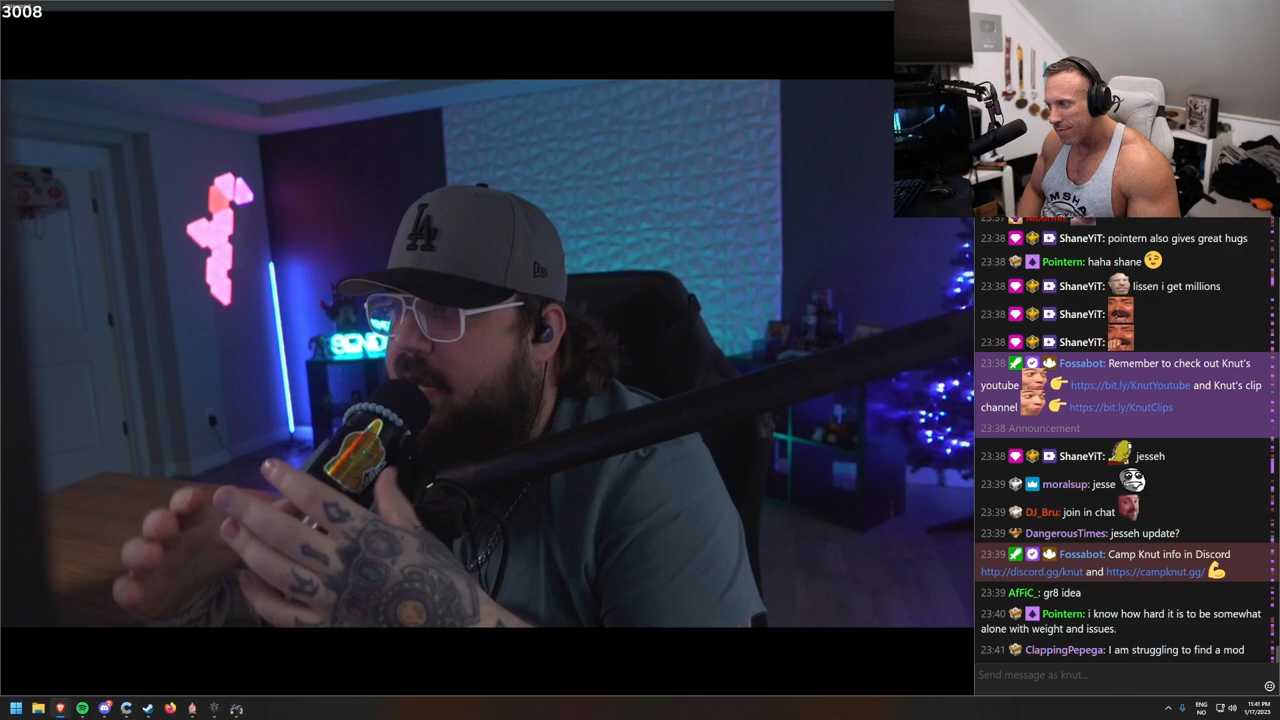 3008
LA
SEND
23:38 ShaneYiT: pointern also gives great hugs
23:38 Pointern: haha shane
23:38 ShaneYiT: lissen i get millions
23:38 ShaneYiT:
23:38 ShaneYiT:
23:38 Fossabot: Remember to check out Knut's
youtube https://bit.ly/KnutYoutube and Knut's clip
channel https://bit.ly/KnutClips
23:38 Announcement
23:38 ShaneYiT: jesseh
23:39 moralsup: jesse
23:39 DJ_Bru: join in chat
23:39 DangerousTimes: jesseh update?
23:39 Fossabot: Camp Knut info in Discord
http://discord.gg/knut and https://campknut.gg/
AfFiC_: gr8 idea
23:39
23:40 Pointern: i know how hard it is to be somewhat
alone with weight and issues.
23:41 ClappingPepega: I am struggling to find a mod
Send message as knut...
ENG
NO
11:41 PM
1/17/2023